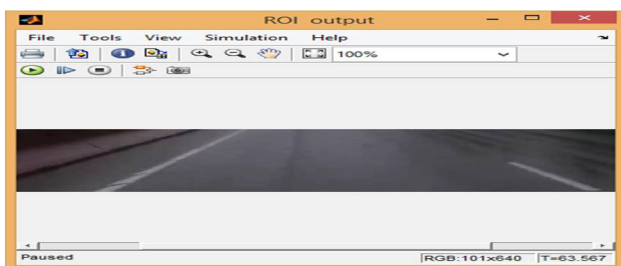 ROI output
File Tools View Simulation Help
100%
Paused
RGB:101x640 T=63.567